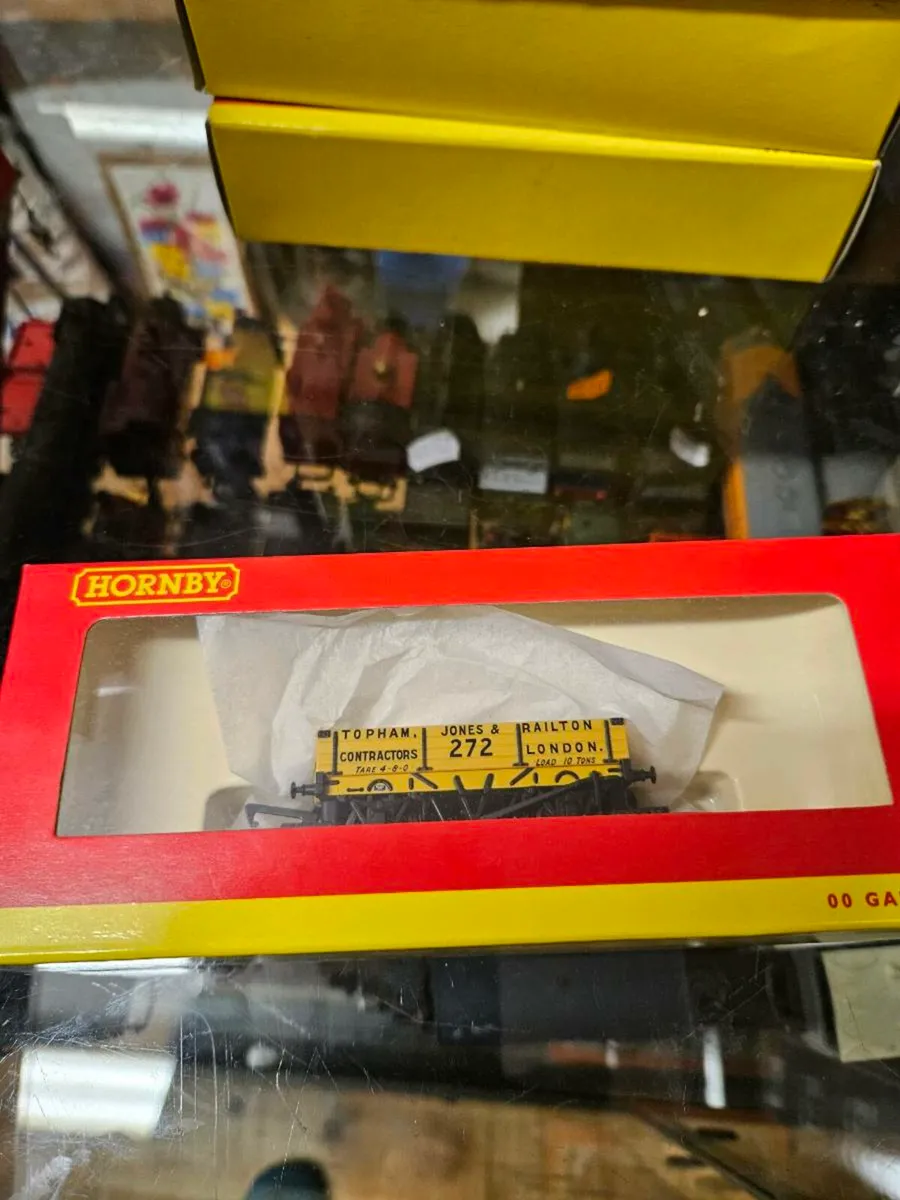 HORNBY®
TOPHAM, JONES & RAILTON
CONTRACTORS 272 LONDON.
TARE 4-8-0 LOAD 10 TONS
00 GA